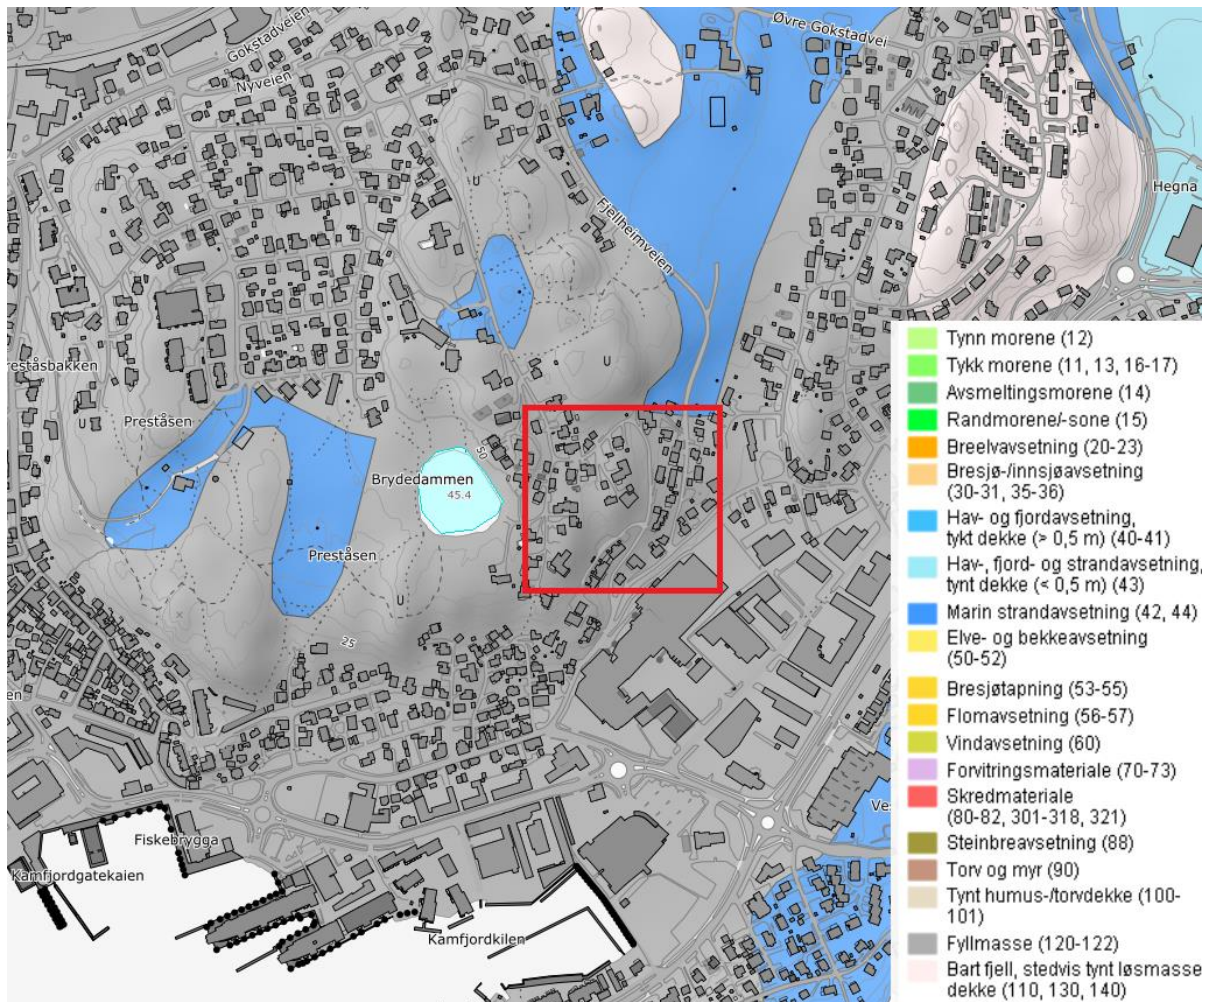 Øvre Gokstadvei
Gokstadveien
Nyveien
U
Hegna
Fjellheimveien
U
U
Preståsen
50
Brydedammen
45.4
Preståsen
U
25
Fiskebrygga
Kamfjordgatekaien
Kamfjordkilen
Tynn morene (12)
Tykk morene (11, 13, 16-17)
Avsmeltingsmorene (14)
Randmorene/-sone (15)
Breelvavsetning (20-23)
Bresjø-/innsjøavsetning
(30-31, 35-36)
Hav- og fjordavsetning,
tykt dekke (> 0,5 m) (40-41)
Hav-, fjord- og strandavsetning,
tynt dekke (< 0,5 m) (43)
Marin strandavsetning (42, 44)
Elve- og bekkeavsetning
(50-52)
Bresjøtapning (53-55)
Flomavsetning (56-57)
Vindavsetning (60)
Forvitringsmateriale (70-73)
Skredmateriale
(80-82, 301-318, 321)
Steinbreavsetning (88)
Torv og myr (90)
Tynt humus-/torvdekke (100-
101)
Fyllmasse (120-122)
Bart fjell, stedvis tynt løsmasse
dekke (110, 130, 140)